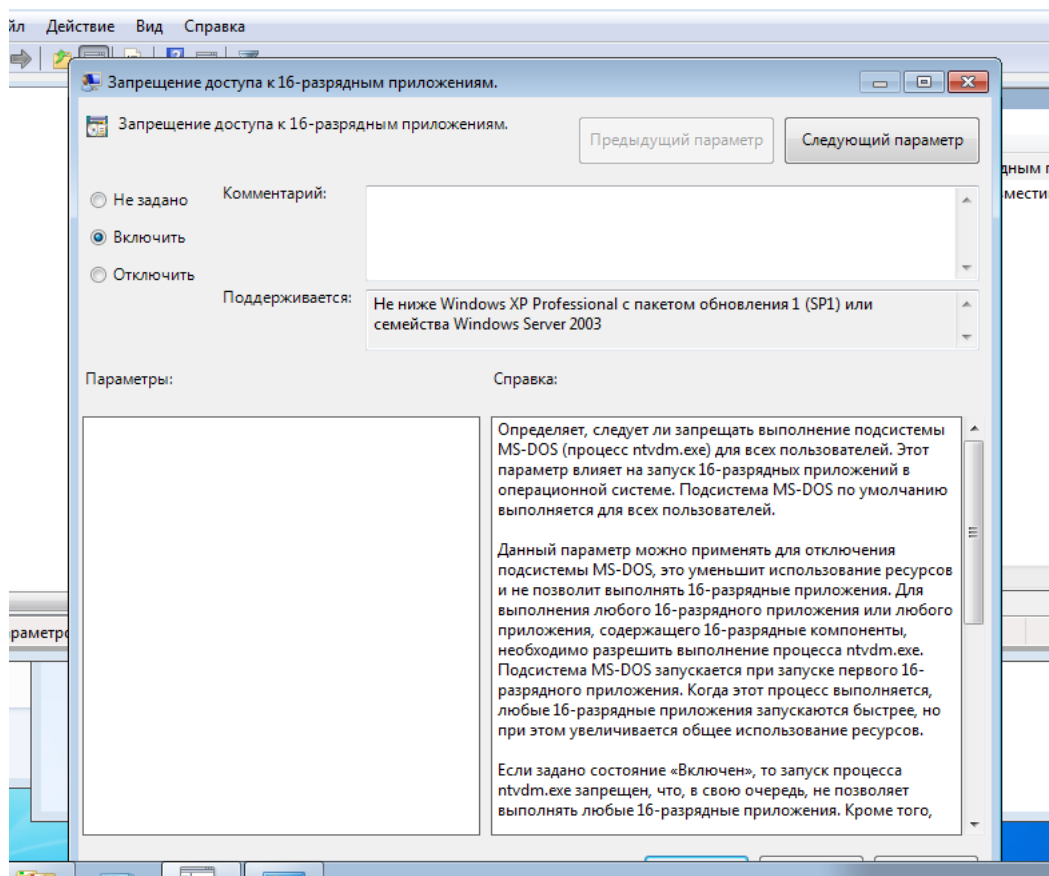 Действие Вид Справка
Запрещение доступа к 16-разрядным приложениям.
Запрещение доступа к 16-разрядным приложениям.
Предыдущий параметр
Следующий параметр
Не задано
Включить
Отключить
Комментарий:
Поддерживается:
Не ниже Windows XP Professional с пакетом обновления 1 (SP1) или
семейства Windows Server 2003
Параметры:
Справка:
Определяет, следует ли запрещать выполнение подсистемы
MS-DOS (процесс ntvdm.exe) для всех пользователей. Этот
параметр влияет на запуск 16-разрядных приложений в
операционной системе. Подсистема MS-DOS по умолчанию
выполняется для всех пользователей.
Данный параметр можно применять для отключения
подсистемы MS-DOS, это уменьшит использование ресурсов
и не позволит выполнять 16-разрядные приложения. Для
выполнения любого 16-разрядного приложения или любого
приложения, содержащего 16-разрядные компоненты,
необходимо разрешить выполнение процесса ntvdm.exe.
Подсистема MS-DOS запускается при запуске первого 16-
разрядного приложения. Когда этот процесс выполняется,
любые 16-разрядные приложения запускаются быстрее, но
при этом увеличивается общее использование ресурсов.
Если задано состояние «Включен», то запуск процесса
ntvdm.exe запрещен, что, в свою очередь, не позволяет
выполнять любые 16-разрядные приложения. Кроме того,